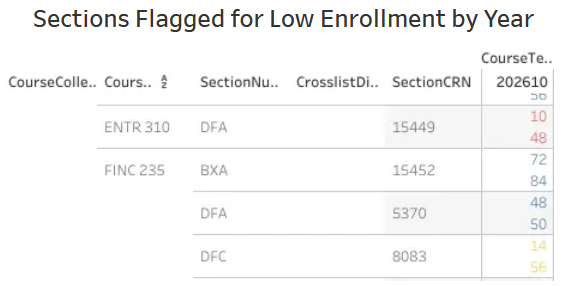 Sections Flagged for Low Enrollment by Year
CourseTe..
CourseColle.. Cours.. SectionNu.. CrosslistDi.. SectionCRN 202610
56
ENTR 310 DFA 15449 10
48
FINC 235 BXA 15452 72
84
DFA 5370 48
50
DFC 8083 14
56